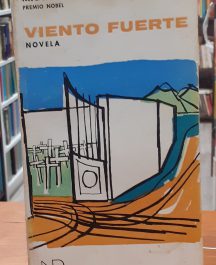 PREMIO NOBEL
VIENTO FUERTE
NOVELA